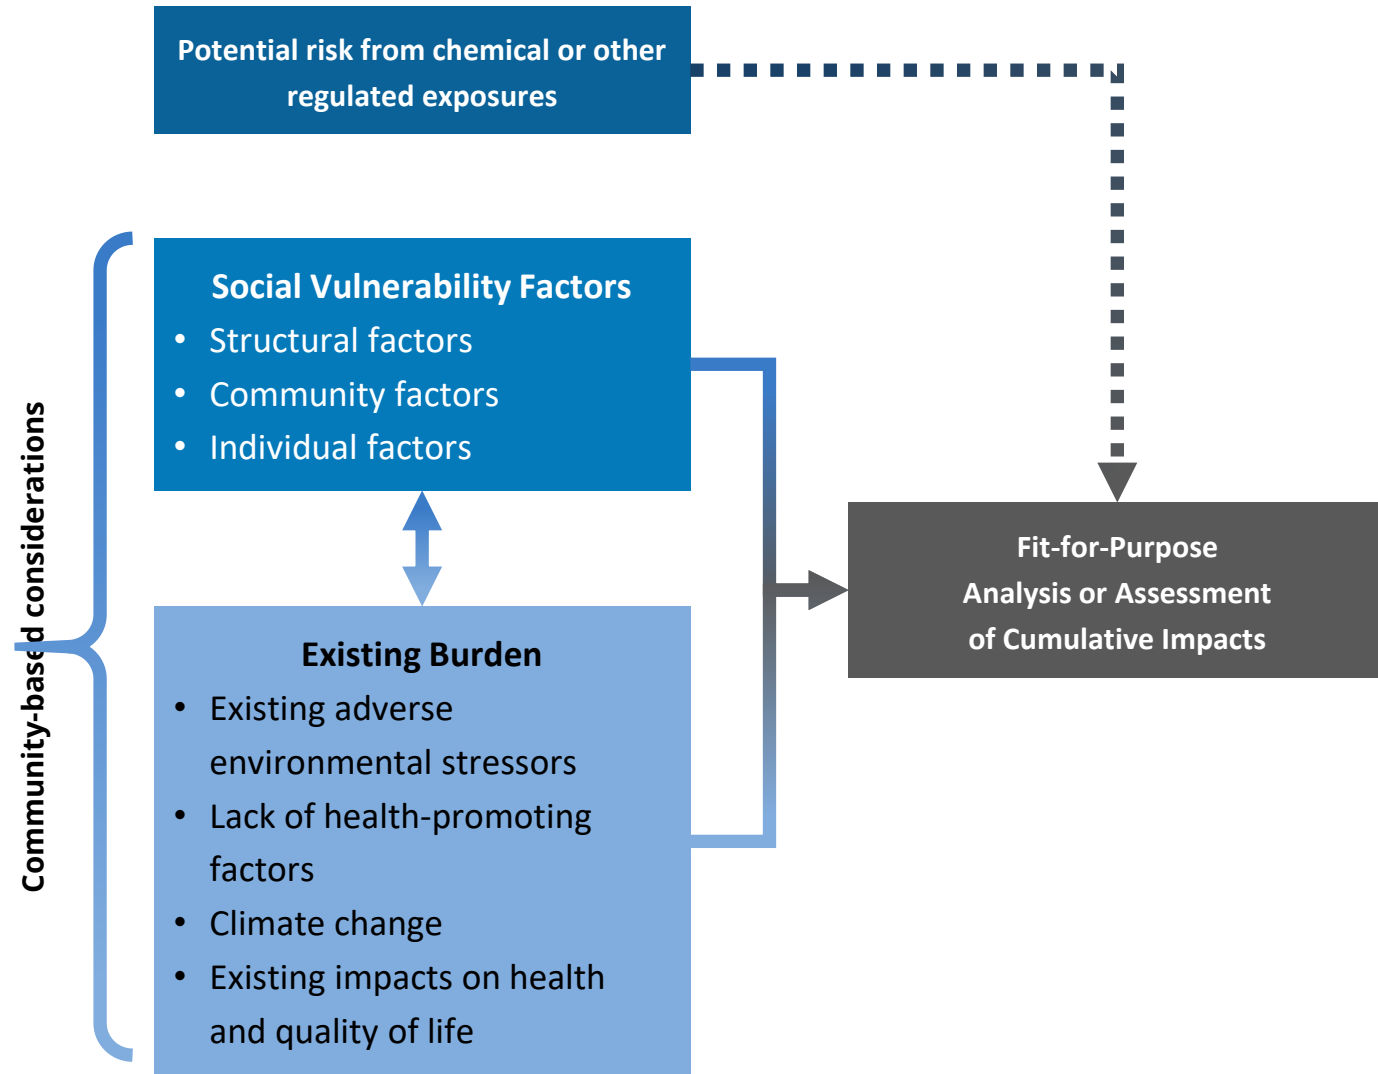 Potential risk from chemical or other
regulated exposures
Community-based considerations
Social Vulnerability Factors
• Structural factors
• Community factors
• Individual factors
Existing Burden
• Existing adverse
environmental stressors
• Lack of health-promoting
factors
• Climate change
• Existing impacts on health
and quality of life
Fit-for-Purpose
Analysis or Assessment
of Cumulative Impacts